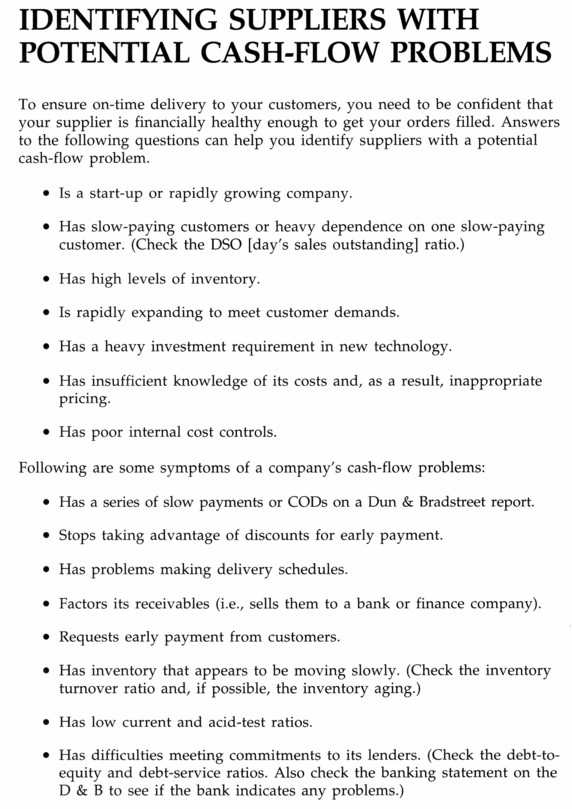 IDENTIFYING SUPPLIERS WITH
POTENTIAL CASH-FLOW PROBLEMS
To ensure on-time delivery to your customers, you need to be confident that
your supplier is financially healthy enough to get your orders filled. Answers
to the following questions can help you identify suppliers with a potential
cash-flow problem.
• Is a start-up or rapidly growing company.
• Has slow-paying customers or heavy dependence on one slow-paying
customer. (Check the DSO [day's sales outstanding] ratio.)
• Has high levels of inventory.
• Is rapidly expanding to meet customer demands.
• Has a heavy investment requirement in new technology.
• Has insufficient knowledge of its costs and, as a result, inappropriate
pricing.
• Has poor internal cost controls.
Following are some symptoms of a company's cash-flow problems:
• Has a series of slow payments or CODs on a Dun & Bradstreet report.
• Stops taking advantage of discounts for early payment.
• Has problems making delivery schedules.
• Factors its receivables (i.e., sells them to a bank or finance company).
• Requests early payment from customers.
• Has inventory that appears to be moving slowly. (Check the inventory
turnover ratio and, if possible, the inventory aging.)
• Has low current and acid-test ratios.
• Has difficulties meeting commitments to its lenders. (Check the debt-to-
equity and debt-service ratios. Also check the banking statement on the
D & B to see if the bank indicates any problems.)